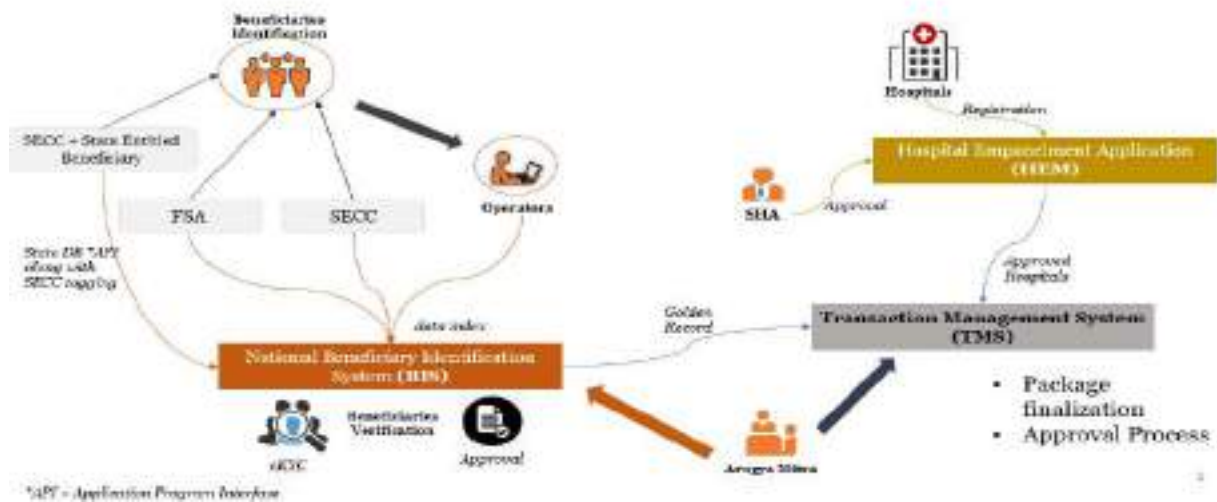 Beneficiaries
Identification
SECC + State Entitled
Beneficiary
FSA
SECC
Operators
State DB *API
along with
SECC tagging
data index
National Beneficiary Identification
System (BIS)
eKYC
Beneficiaries
Verification
Approval
*API = Application Program Interface
Hospitals
Registration
Hospital Empanelment Application
(HEM)
SHA
Approval
Approved
Hospitals
Golden
Record
Transaction Management System
(TMS)
▪ Package
finalization
▪ Approval Process
Arogya Mitra